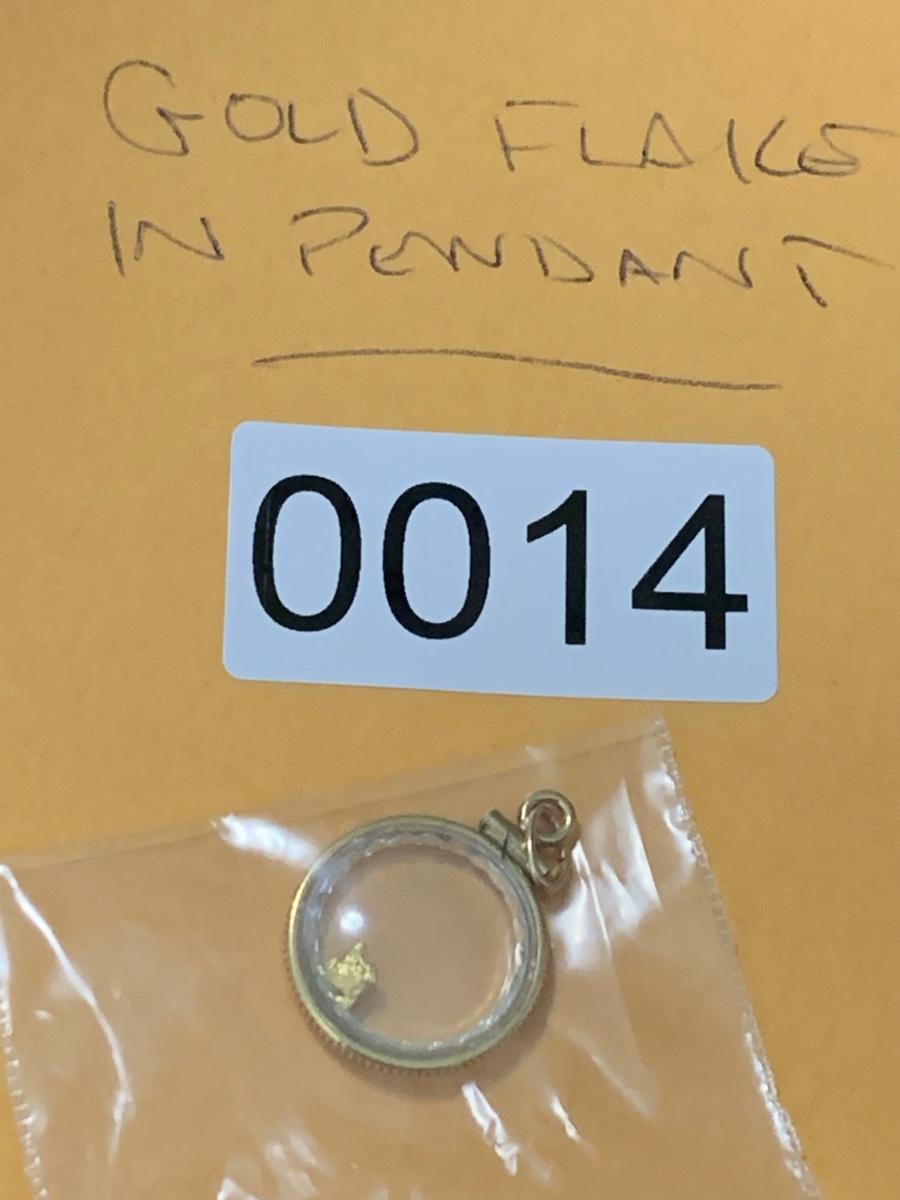 GOLD FLAKE
IN PENDANT
0014